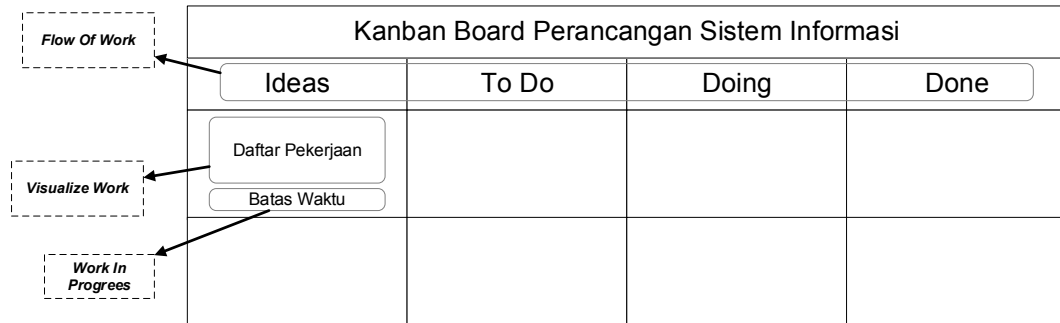 Kanban Board Perancangan Sistem Informasi
Flow Of Work
Ideas To Do Doing Done
Daftar Pekerjaan
Visualize Work
Batas Waktu
Work In
Progrees